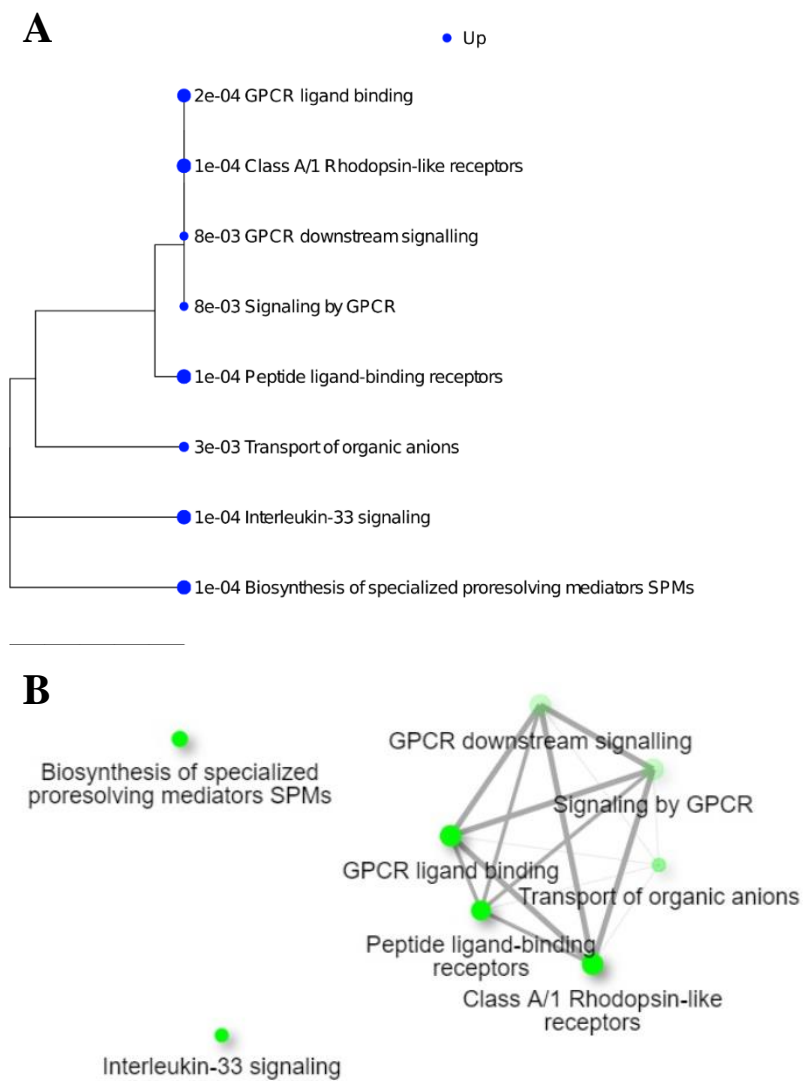 A
Up
2e-04 GPCR ligand binding
1e-04 Class A/1 Rhodopsin-like receptors
8e-03 GPCR downstream signalling
8e-03 Signaling by GPCR
1e-04 Peptide ligand-binding receptors
3e-03 Transport of organic anions
1e-04 Interleukin-33 signaling
1e-04 Biosynthesis of specialized proresolving mediators SPMs
B
GPCR downstream signalling
Biosynthesis of specialized
proresolving mediators SPMs
Signaling by GPCR
GPCR ligand binding
Transport of organic anions
Peptide ligand-binding
receptors
Class A/1 Rhodopsin-like
receptors
Interleukin-33 signaling